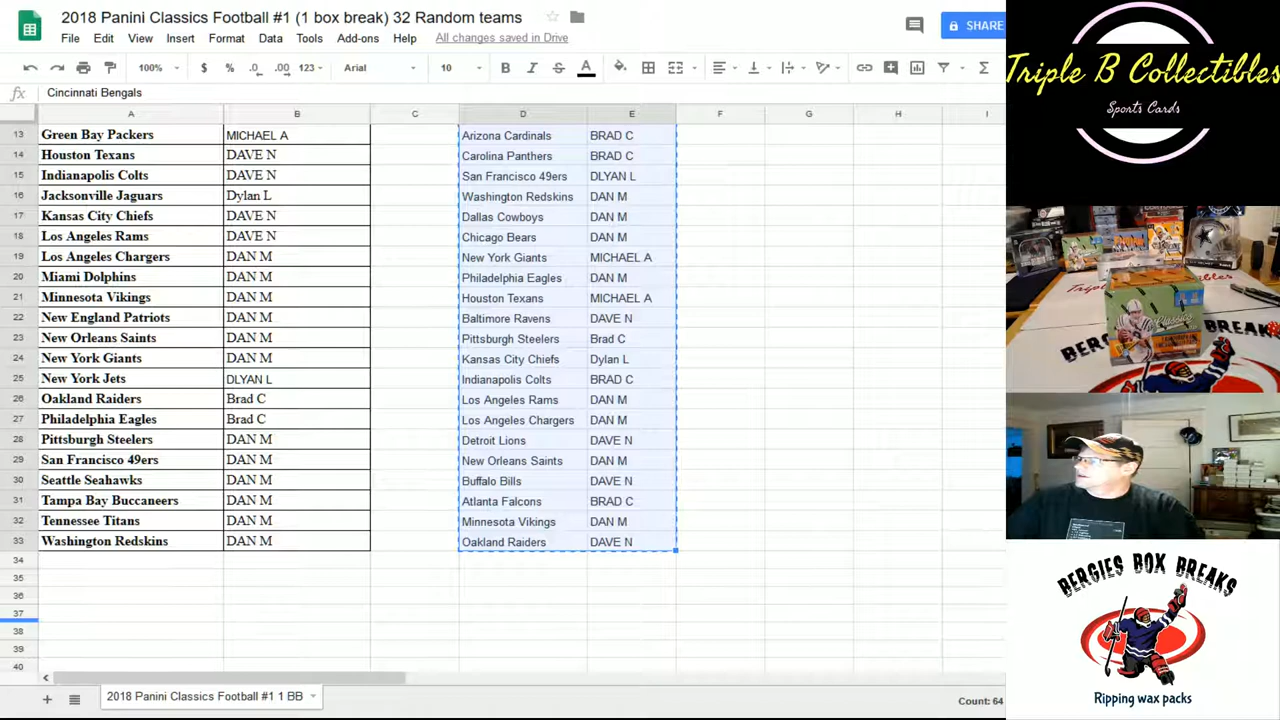 2018 Panini Classics Football #1 (1 box break) 32 Random teams
File Edit View Insert Format ols Add-ons Help All changes saved in Drive
SHARE
100% $ % .0 .00 123 Arial 10 B I S A
fx Cincinnati Bengals
A B C D E F G H I
13 Green Bay Packers MICHAEL A Arizona Cardinals BRAD C
14 Houston Texans DAVE N Carolina Panthers BRAD C
15 Indianapolis Colts DAVE N San Francisco 49ers DLYAN L
16 Jacksonville Jaguars Dylan L Washington Redskins DAN M
17 Kansas City Chiefs DAVE N Dallas Cowboys DAN M
18 Los Angeles Rams DAVE N Chicago Bears DAN M
19 Los Angeles Chargers DAN M New York Giants MICHAEL A
20 Miami Dolphins DAN M Philadelphia Eagles DAN M
21 Minnesota Vikings DAN M Houston Texans MICHAEL A
22 New England Patriots DAN M Baltimore Ravens DAVE N
23 New Orleans Saints DAN M Pittsburgh Steelers Brad C
24 New York Giants DAN M Kansas City Chiefs Dylan L
25 New York Jets DLYAN L Indianapolis Colts BRAD C
26 Oakland Raiders Brad C Los Angeles Rams DAN M
27 Philadelphia Eagles Brad C Los Angeles Chargers DAN M
28 Pittsburgh Steelers DAN M Detroit Lions DAVE N
29 San Francisco 49ers DAN M New Orleans Saints DAN M
30 Seattle Seahawks DAN M Buffalo Bills DAVE N
31 Tampa Bay Buccaneers DAN M Atlanta Falcons BRAD C
32 Tennessee Titans DAN M Minnesota Vikings DAN M
33 Washington Redskins DAN M Oakland Raiders DAVE N
34
35
36
37
38
39
40
2018 Panini Classics Football #1 1 BB
Count: 64
Triple B Collectibles
Sports Cards
Classics
BREAKS
BERGIES BOX BREAKS
Ripping wax packs